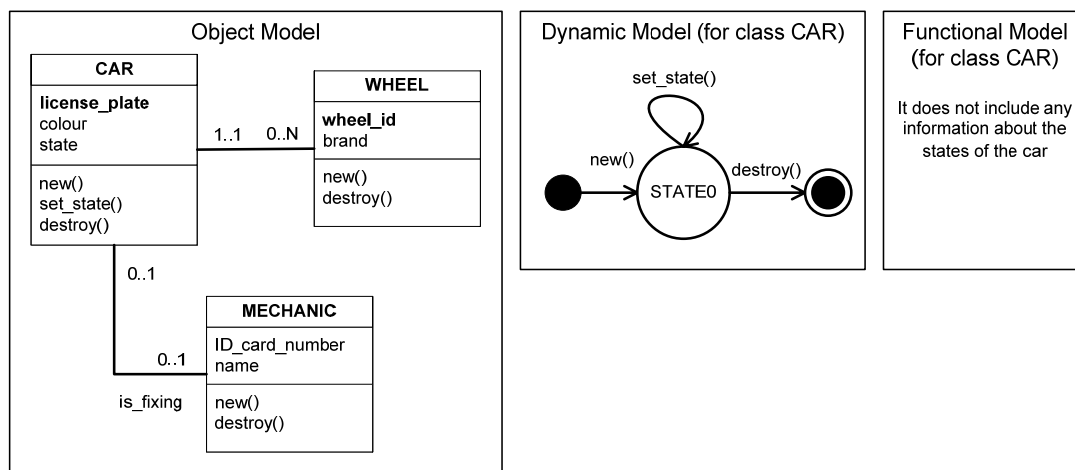 Object Model
CAR
license_plate
colour
state
new()
set_state()
destroy()
1..1
0..N
WHEEL
wheel_id
brand
new()
destroy()
0..1
0..1
is_fixing
MECHANIC
ID_card_number
name
new()
destroy()
Dynamic Model (for class CAR)
set_state()
new()
STATE0
destroy()
Functional Model
(for class CAR)
It does not include any
information about the
states of the car